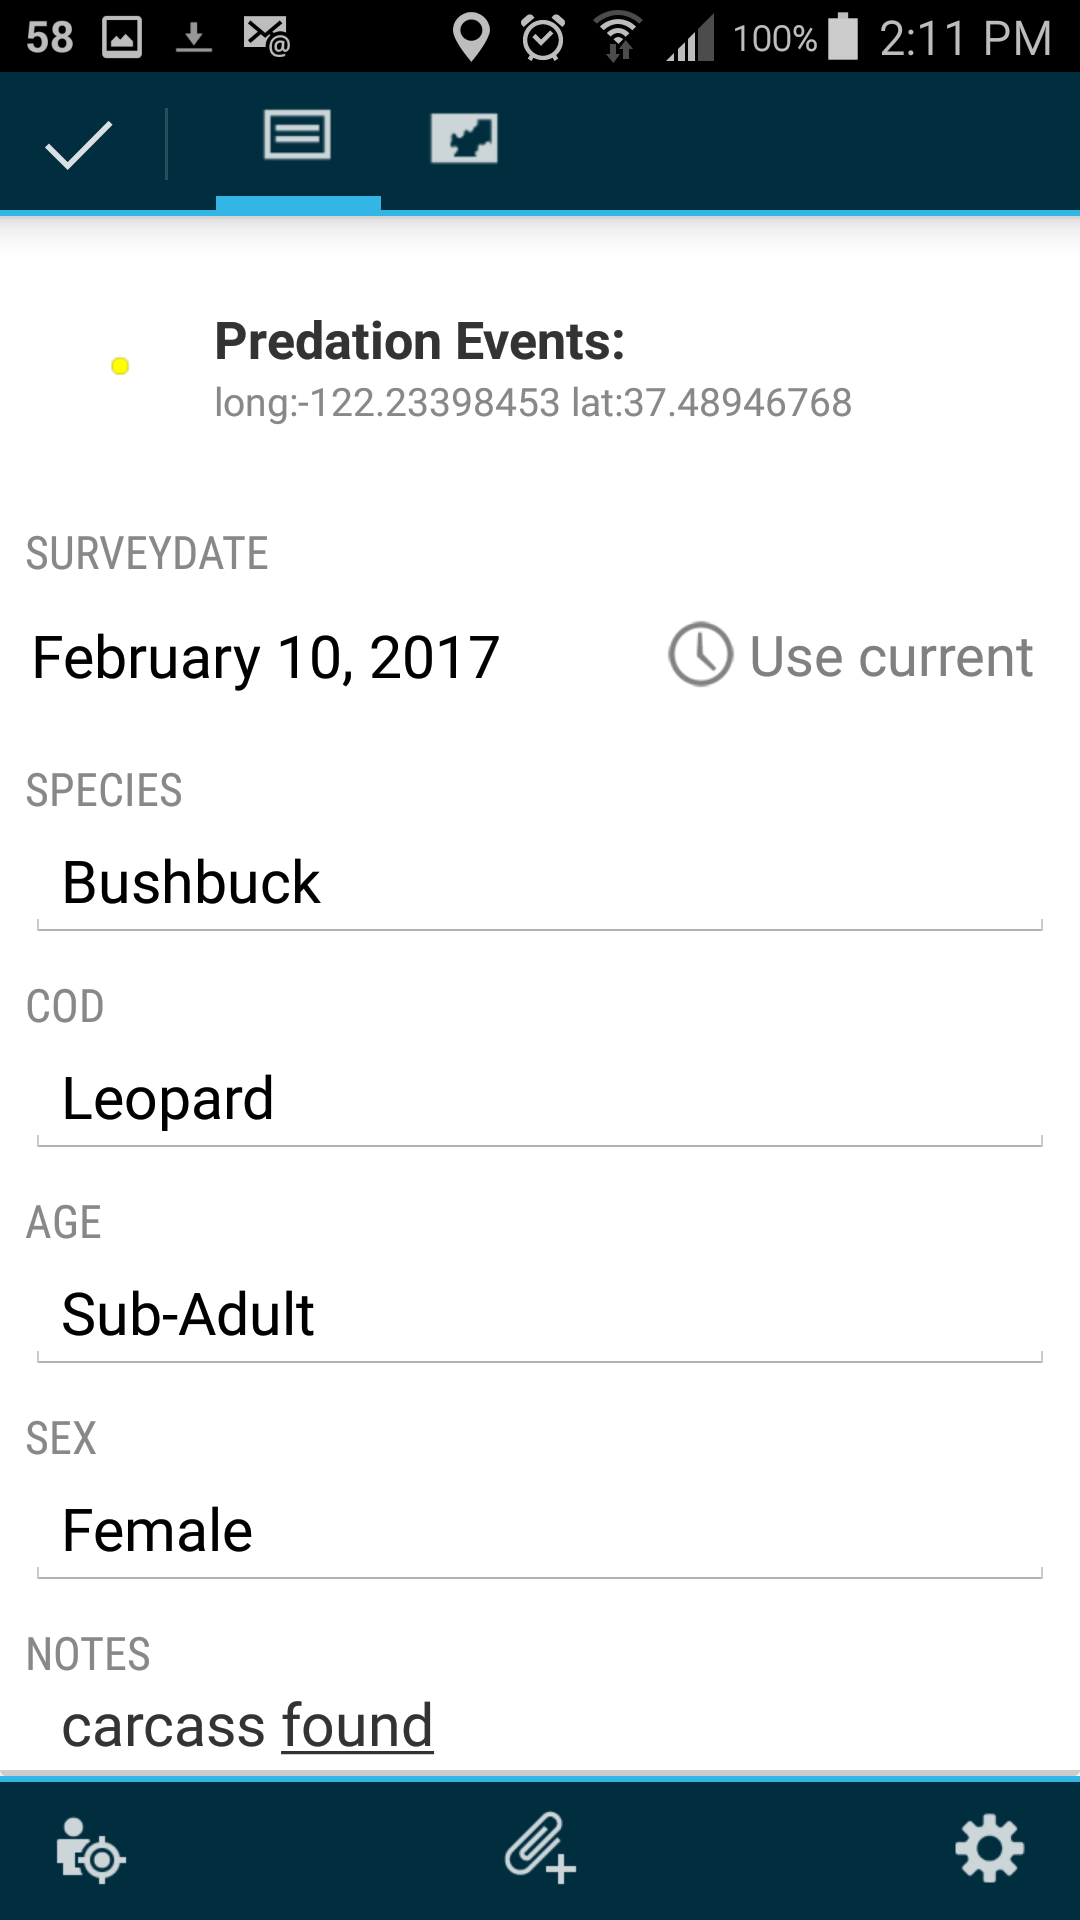 58 100% 2:11 PM
Predation Events:
long:-122.23398453 lat:37.48946768
SURVEYDATE
February 10, 2017 Use current
SPECIES
Bushbuck
COD
Leopard
AGE
Sub-Adult
SEX
Female
NOTES
carcass found